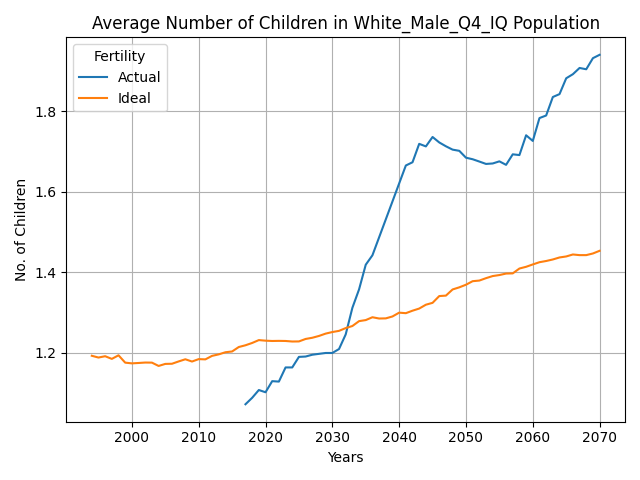 Average Number of Children in White_Male_Q4_IQ Population
Fertility
Actual
Ideal
No. of Children
1.8
1.6
1.4
1.2
2000 2010 2020 2030 2040 2050 2060 2070
Years